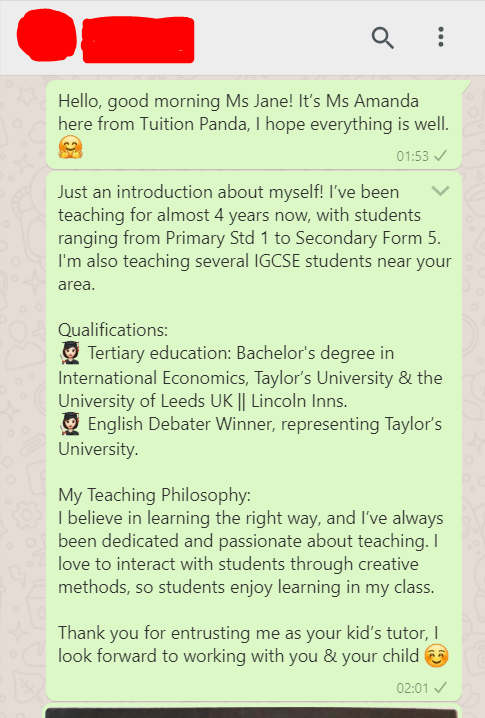 Hello, good morning Ms Jane! It’s Ms Amanda
here from Tuition Panda, I hope everything is well.
🤗
01:53 ✓
Just an introduction about myself! I’ve been
teaching for almost 4 years now, with students
ranging from Primary Std 1 to Secondary Form 5.
I'm also teaching several IGCSE students near your
area.
Qualifications:
👩🏻‍🎓 Tertiary education: Bachelor's degree in
International Economics, Taylor’s University & the
University of Leeds UK || Lincoln Inns.
👩🏻‍🎓 English Debater Winner, representing Taylor’s
University.
My Teaching Philosophy:
I believe in learning the right way, and I’ve always
been dedicated and passionate about teaching. I
love to interact with students through creative
methods, so students enjoy learning in my class.
Thank you for entrusting me as your kid’s tutor, I
look forward to working with you & your child ☺️
02:01 ✓